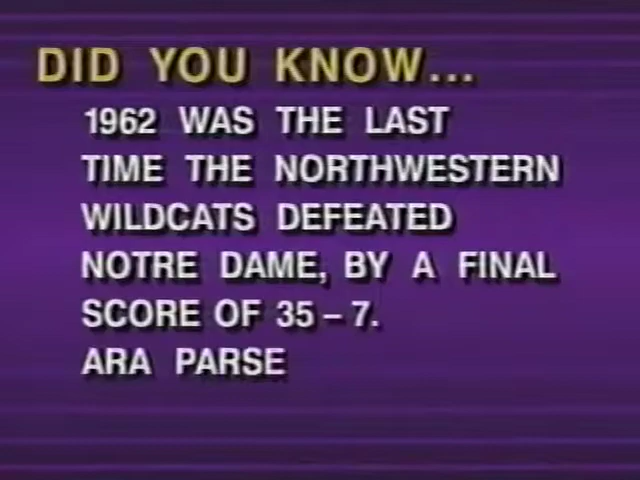 DID YOU KNOW...
1962 WAS THE LAST
TIME THE NORTHWESTERN
WILDCATS DEFEATED
NOTRE DAME, BY A FINAL
SCORE OF 35 – 7.
ARA PARSE